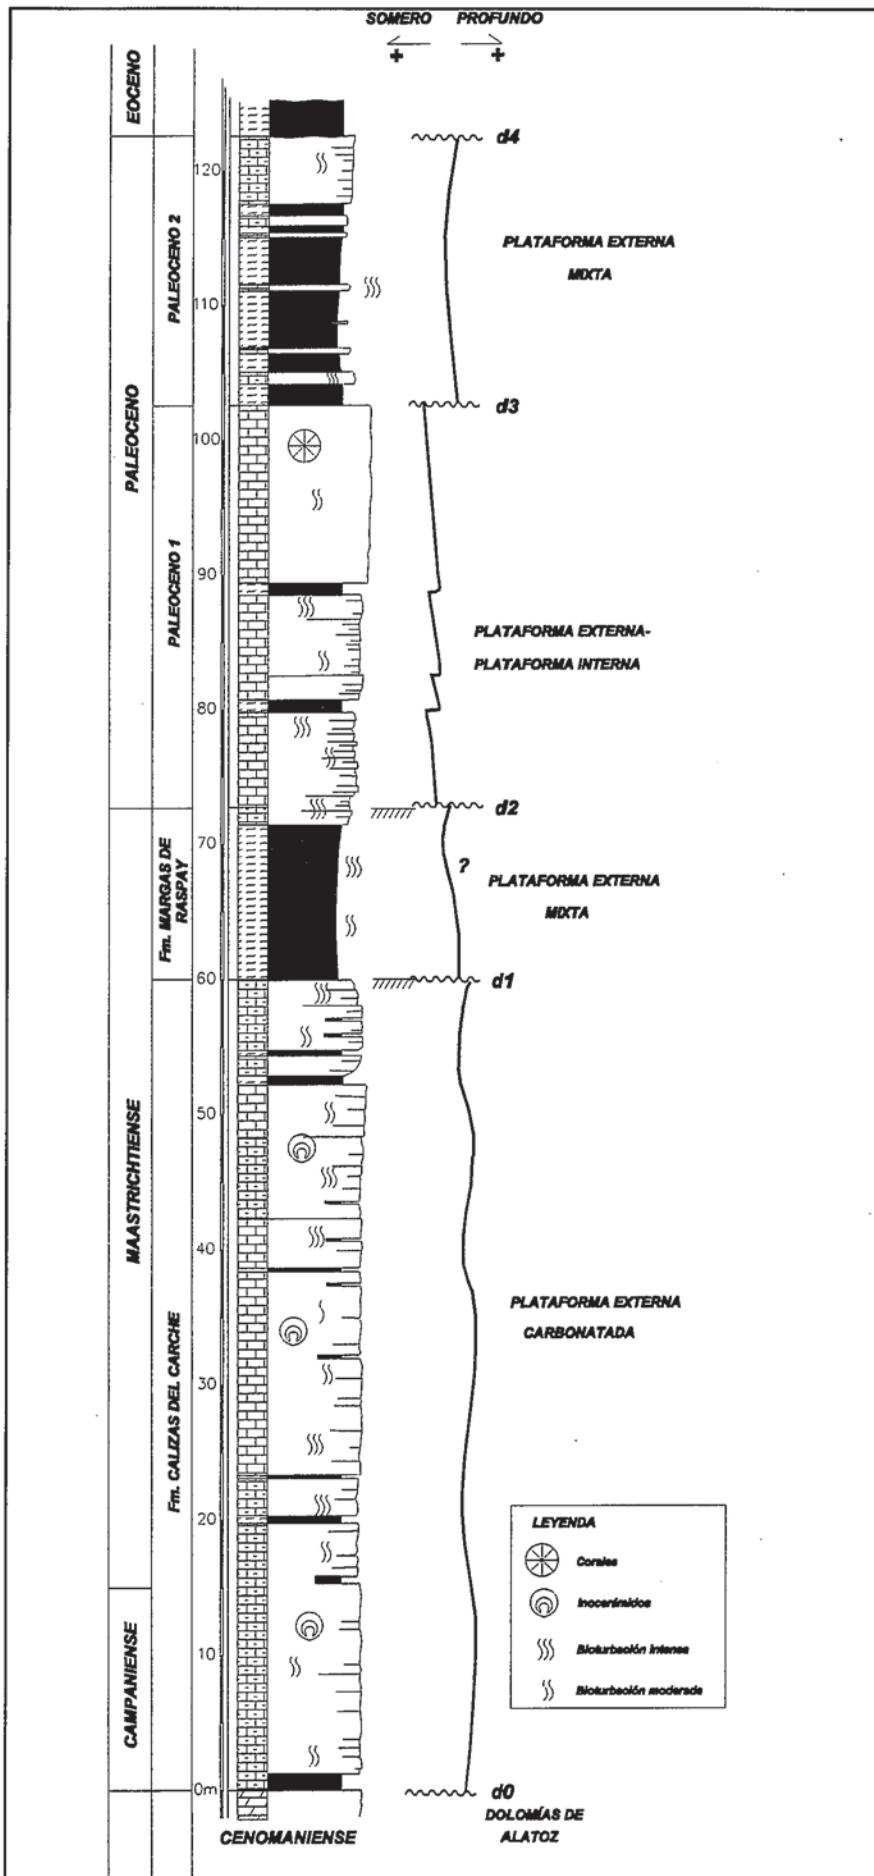 SOMERO PROFUNDO
+ +
EOCENO
d4
120
PALEOCENO 2
PLATAFORMA EXTERNA
MIXTA
110
PALEOCENO
d3
100
90
PALEOCENO 1
PLATAFORMA EXTERNA-
PLATAFORMA INTERNA
80
d2
70
?
Fm. MARGAS DE
RASPAY
PLATAFORMA EXTERNA
MIXTA
60
d1
50
MAASTRICHTIENSE
40
PLATAFORMA EXTERNA
CARBONATADA
Fm. CALIZAS DEL CARCHE
30
20
LEYENDA
Corales
Inocerámidos
Bioturbación intensa
Bioturbación moderada
10
CAMPANIENSE
0m
d0
DOLOMÍAS DE
ALATOZ
CENOMANIENSE